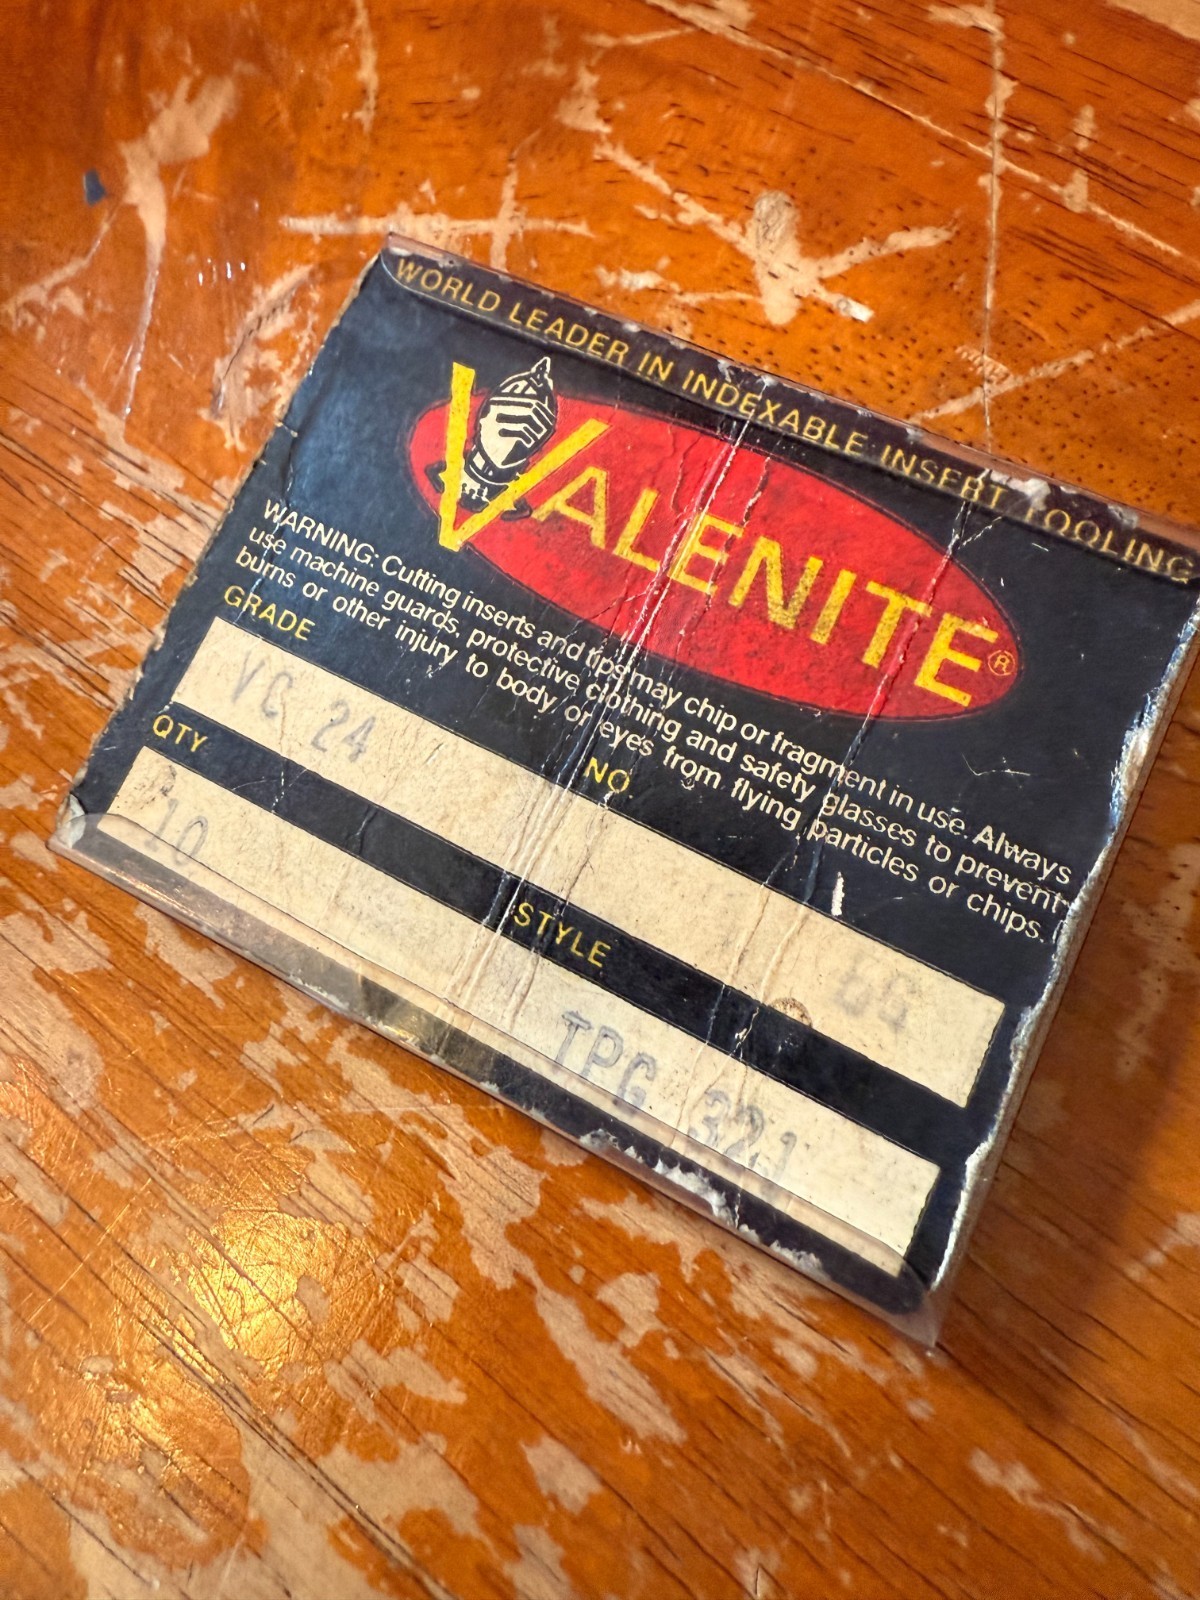 WORLD LEADER IN INDEXABLE INSERT TOOLING
VALENITE®
WARNING: Cutting inserts and tips may chip or fragment in use. Always
use machine guards, protective clothing and safety glasses to prevent
burns or other injury to body or eyes from flying particles or chips.
GRADE
NO.
VC 24
QTY
STYLE
10
TPG 321